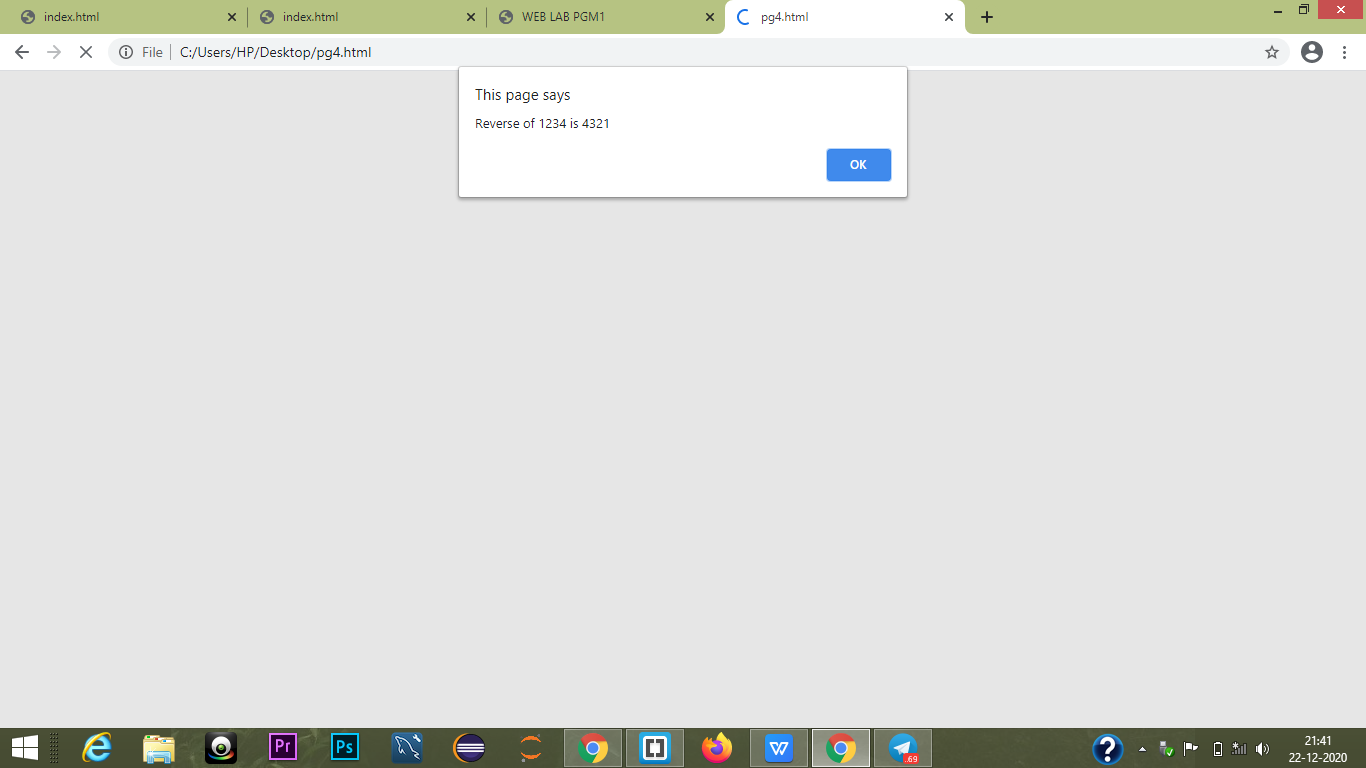 index.html
index.html
WEB LAB PGM1
pg4.html
File
C:/Users/HP/Desktop/pg4.html
This page says
Reverse of 1234 is 4321
OK
Pr
Ps
W
.69
?
21:41
22-12-2020